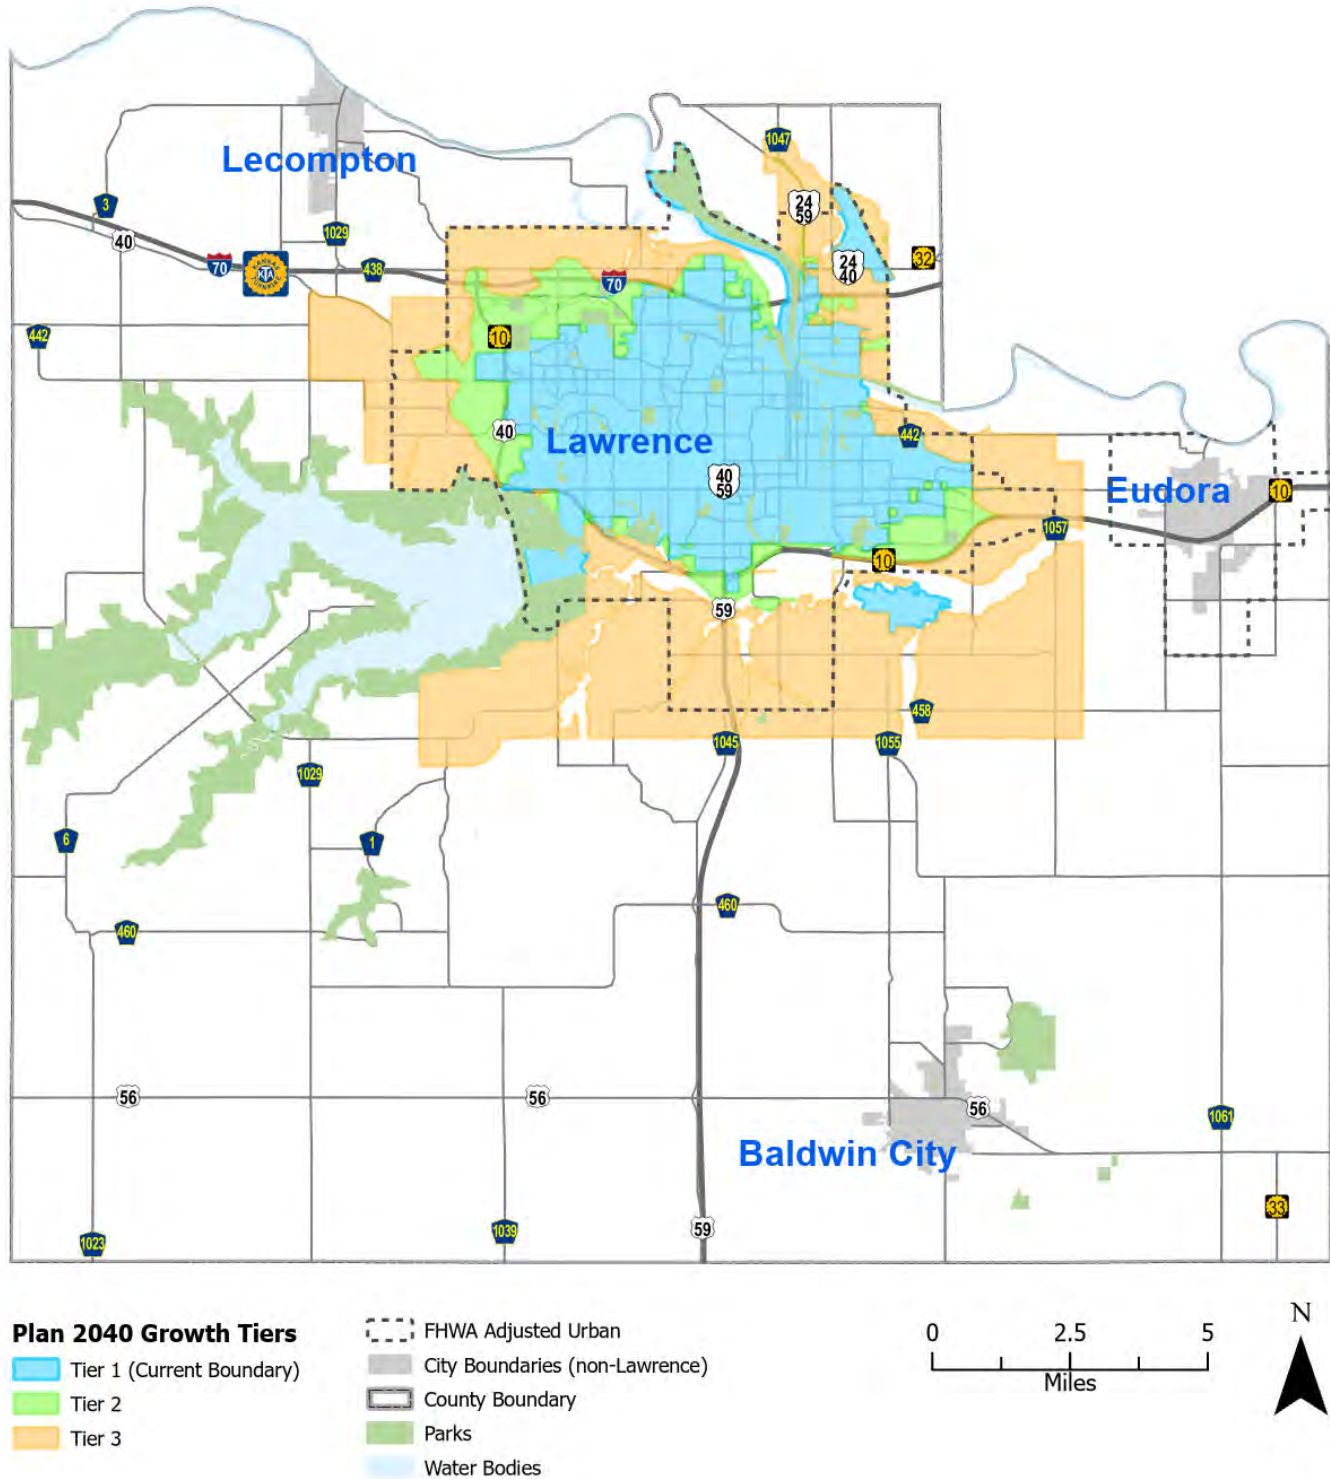 1047
Lecompton
3
24
59
1029
40
32
24
40
70
KANSAS
KTA
TURNPIKE
438
70
442
10
40
442
Lawrence
40
59
Eudora
10
1057
10
59
458
1045
1055
1029
6
1
460
460
56
56
56
1061
Baldwin City
33
59
1039
1023
Plan 2040 Growth Tiers
Tier 1 (Current Boundary)
Tier 2
Tier 3
FHWA Adjusted Urban
City Boundaries (non-Lawrence)
County Boundary
Parks
Water Bodies
0 2.5 5
Miles
N